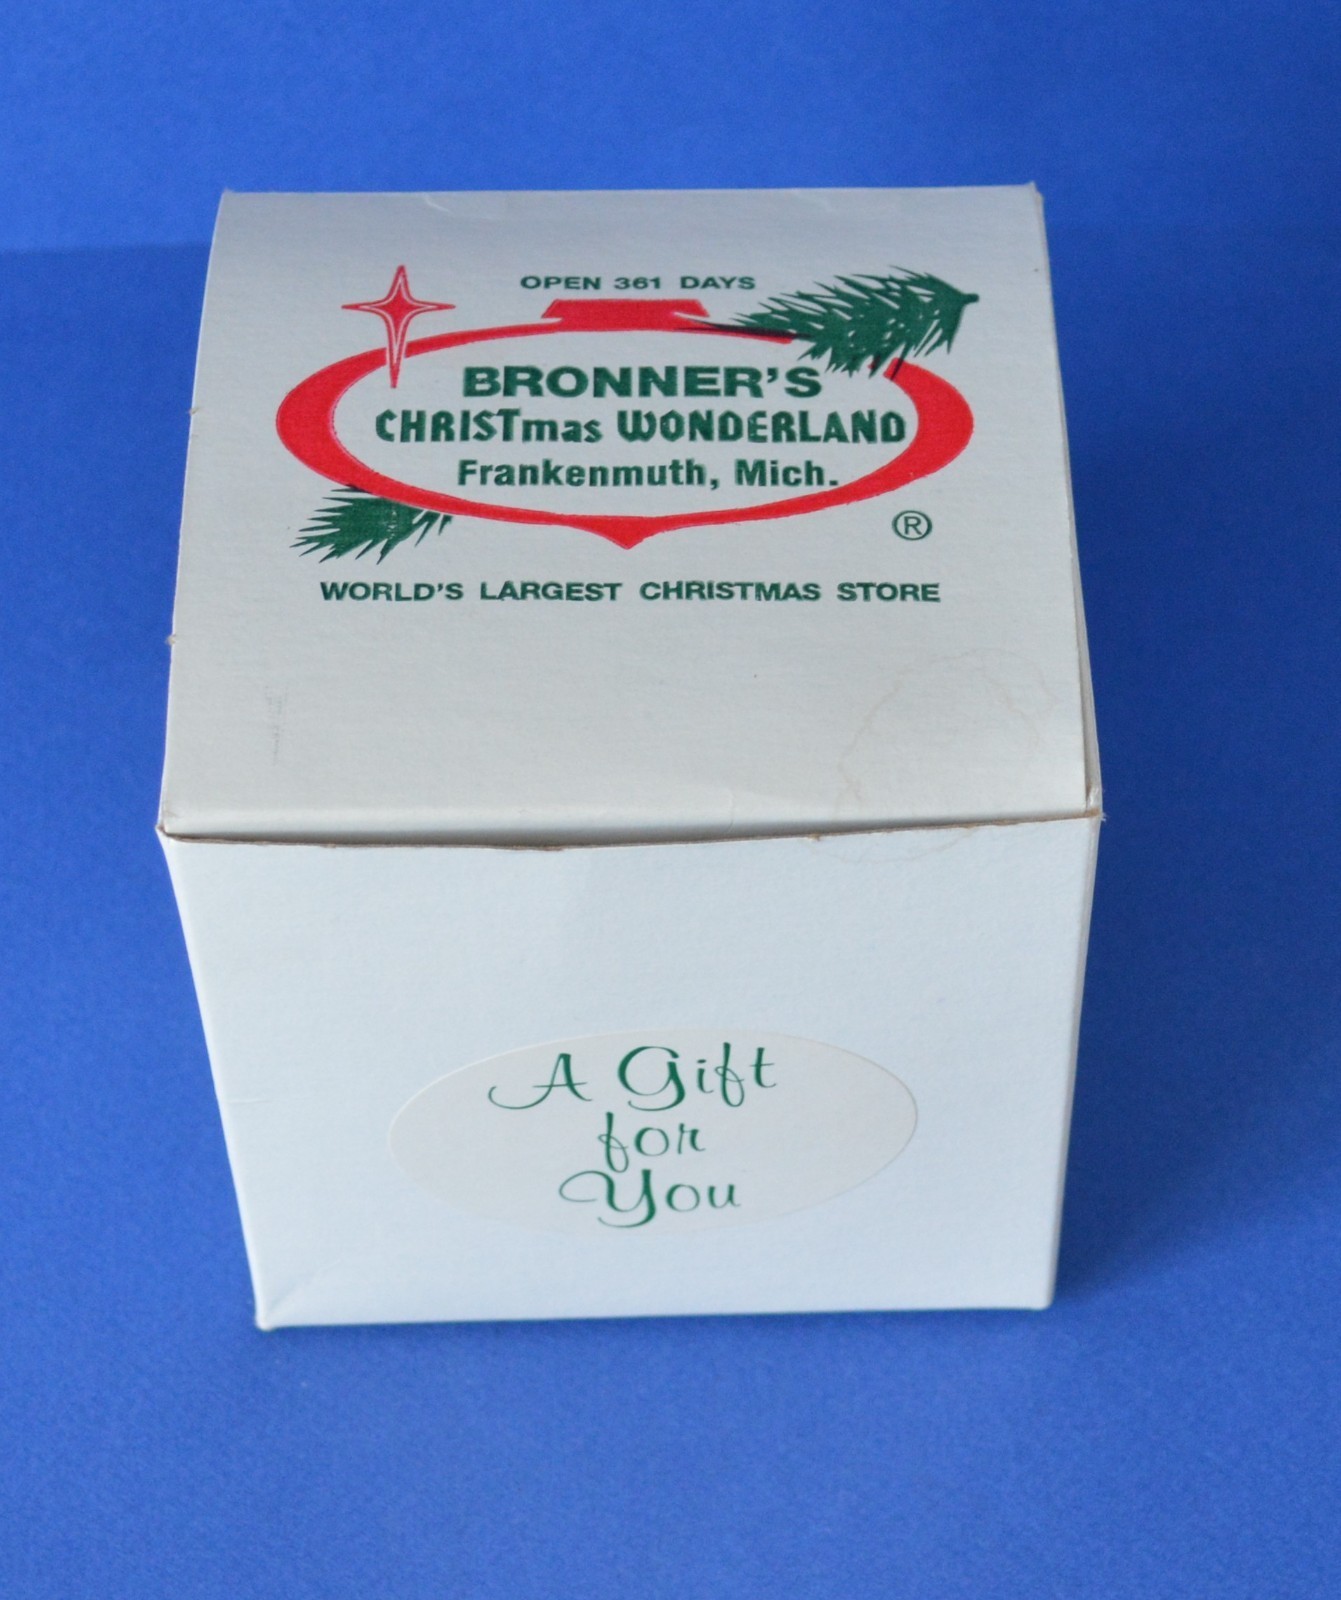 OPEN 361 DAYS
BRONNER'S
CHRISTmas WONDERLAND
Frankenmuth, Mich.
®
WORLD'S LARGEST CHRISTMAS STORE
A Gift
for
You